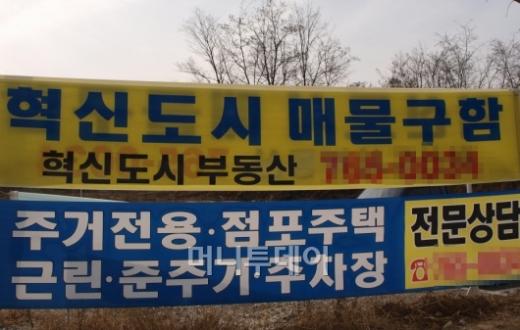 혁신도시 매물구함
혁신도시부동산
주거전용·점포주택
근린·준주거·주차장
전문상담
머니투데이